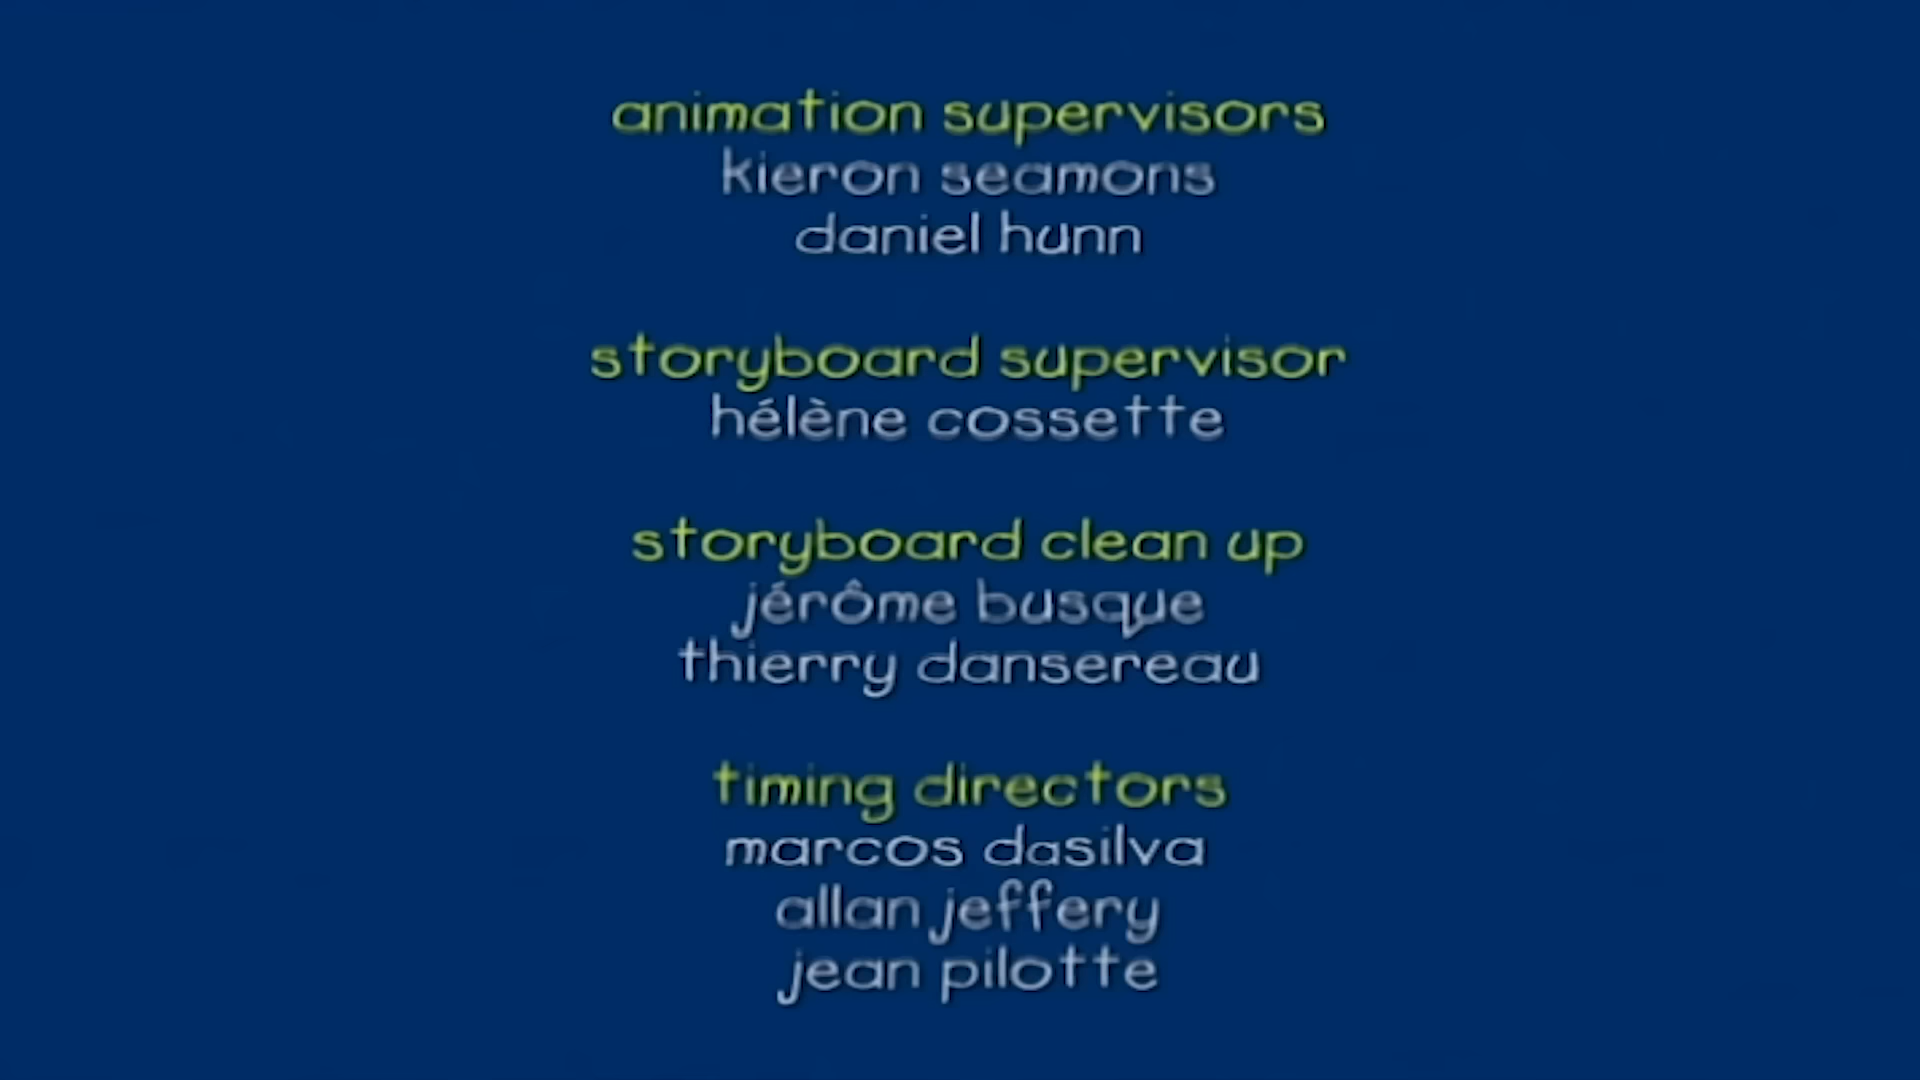 animation supervisors
kieron seamons
daniel hunn
storyboard supervisor
hélène cossette
storyboard clean up
jérôme busque
thierry dansereau
timing directors
marcos dasilva
allan jeffery
jean pilotte